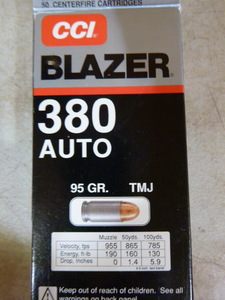 50 CENTERFIRE CARTRIDGES
CCI
BLAZER®
380
AUTO
95 GR. TMJ
Muzzle 50yds. 100yds.
Velocity, fps 955 865 785
Energy, ft-lb 190 160 130
Drop, inches 0 1.4 5.9
Keep out of reach of children. See all
warnings on back panel